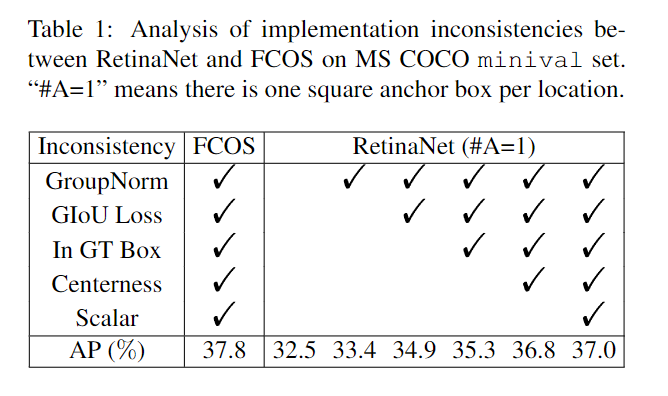 Table 1: Analysis of implementation inconsistencies be-
tween RetinaNet and FCOS on MS COCO minival set.
“#A=1” means there is one square anchor box per location.
Inconsistency FCOS RetinaNet (#A=1)
GroupNorm ✓ ✓ ✓ ✓ ✓ ✓
GIoU Loss ✓ ✓ ✓ ✓ ✓
In GT Box ✓ ✓ ✓ ✓
Centerness ✓ ✓ ✓
Scalar ✓ ✓
AP (%) 37.8 32.5 33.4 34.9 35.3 36.8 37.0